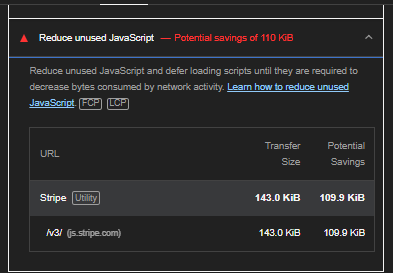 Reduce unused JavaScript — Potential savings of 110 KiB
Reduce unused JavaScript and defer loading scripts until they are required to
decrease bytes consumed by network activity. Learn how to reduce unused
JavaScript. FCP LCP
URL Transfer Size Potential Savings
Stripe Utility 143.0 KiB 109.9 KiB
/v3/ (js.stripe.com) 143.0 KiB 109.9 KiB